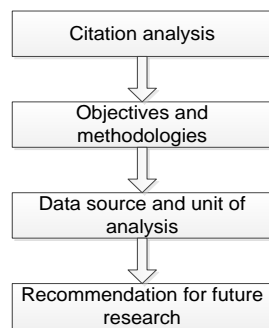 Citation analysis
Objectives and
methodologies
Data source and unit of
analysis
Recommendation for future
research